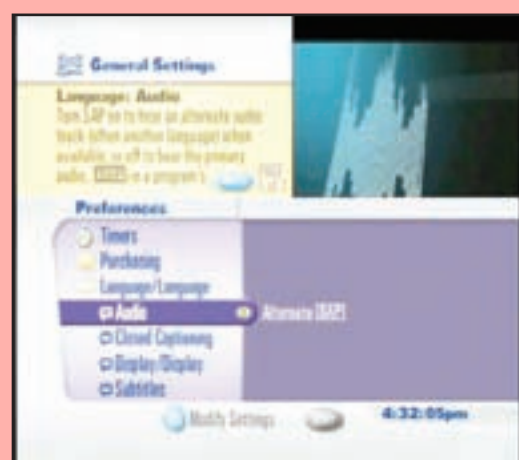 General Settings
Language: Audio
Turn SAP on to hear an alternate audio
track (often another language) when
available, or off to hear the primary
audio. in a program's
Preferences
Timers
Purchasing
Language/Language
Audio
Alternate (SAP)
Closed Captioning
Display/Display
Subtitles
Modify Settings
4:32:05pm